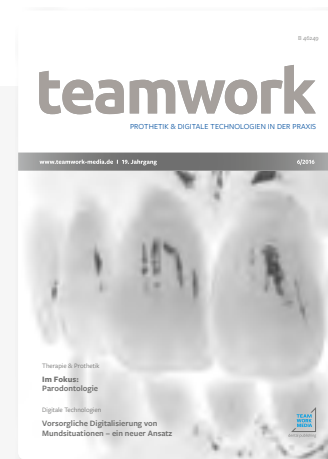 teamwork
PROTHETIK & DIGITALE TECHNOLOGIEN IN DER PRAXIS
www.teamwork-media.de I 19. Jahrgang
6/2016
Therapie & Prothetik
Im Fokus:
Parodontologie
Digitale Technologien
Vorsorgliche Digitalisierung von
Mundsituationen – ein neuer Ansatz
TEAM
WORK
MEDIA